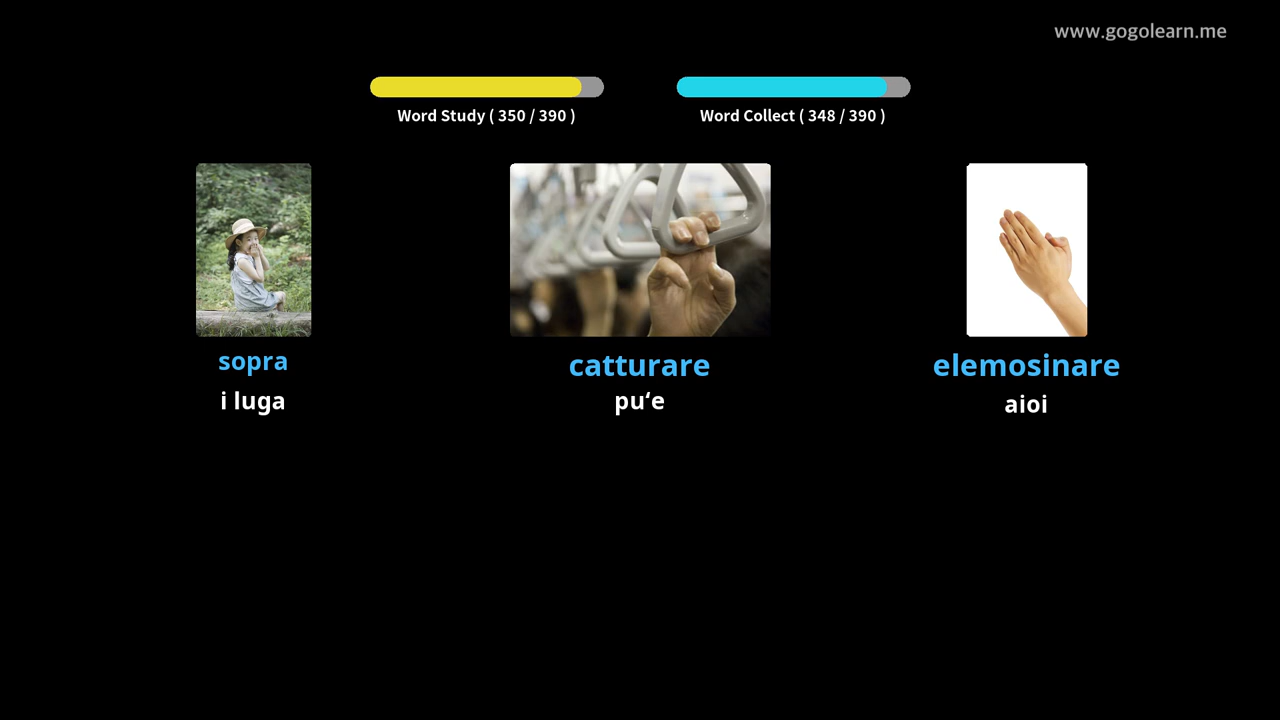 www.gogolearn.me
Word Study ( 350 / 390 )
Word Collect ( 348 / 390 )
sopra
i luga
catturare
pu‘e
elemosinare
aioi